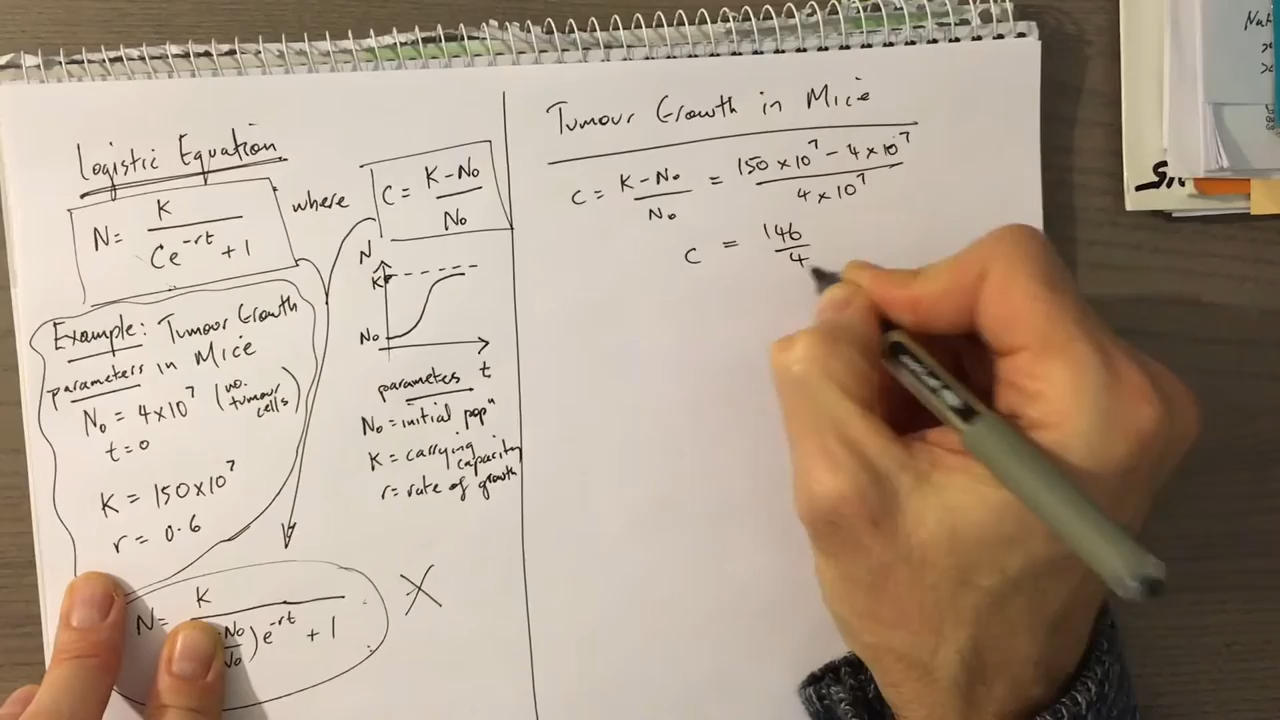 Logistic Equation
N = K / (Ce^-rt + 1) where C = (K - No) / No
N
K
No
t
Example: Tumour Growth
parameters in Mice
No = 4x10^7 (no. tumour cells)
t = 0
K = 150x10^7
r = 0.6
parameters
No = initial pop^n
K = carrying capacity
r = rate of growth
N = K / ( No/No)e^-rt + 1
X
Tumour Growth in Mice
C = (K - No) / No = (150 x 10^7 - 4 x 10^7) / (4 x 10^7)
C = 146 / 4